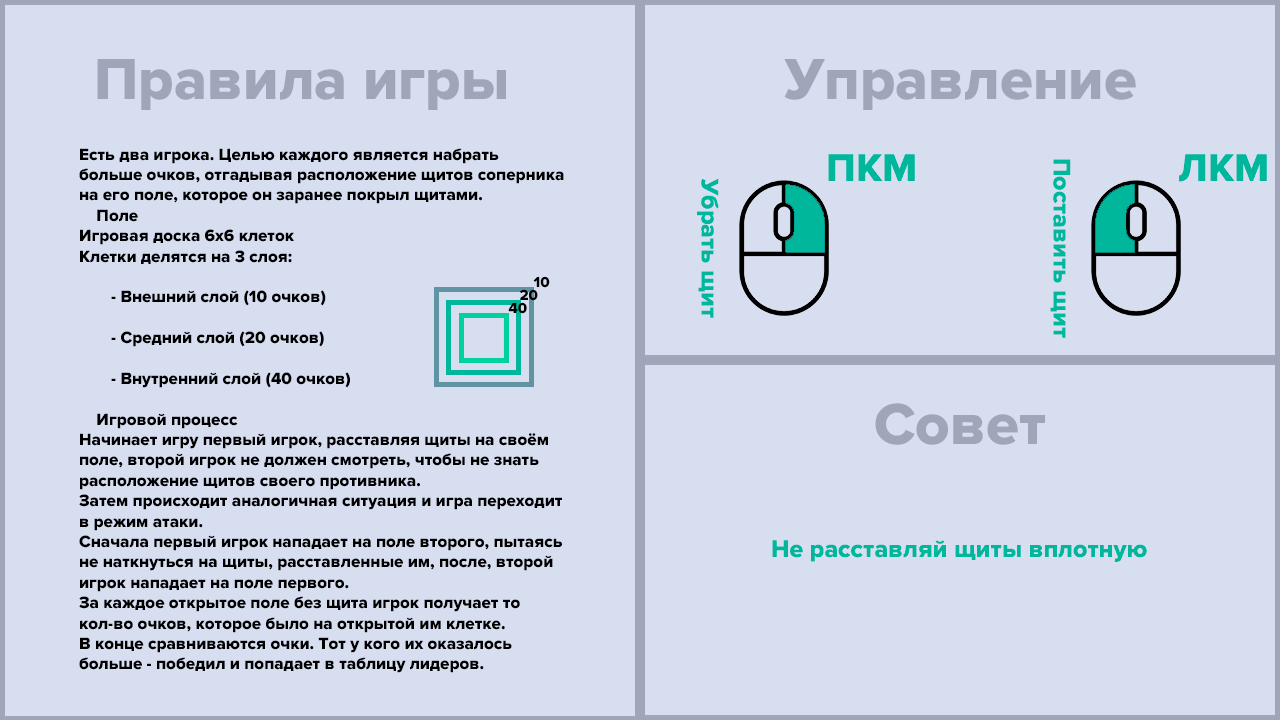 Правила игры
Есть два игрока. Целью каждого является набрать
больше очков, отгадывая расположение щитов соперника
на его поле, которое он заранее покрыл щитами.
Поле
Игровая доска 6x6 клеток
Клетки делятся на 3 слоя:
- Внешний слой (10 очков)
- Средний слой (20 очков)
- Внутренний слой (40 очков)
10
20
40
Игровой процесс
Начинает игру первый игрок, расставляя щиты на своём
поле, второй игрок не должен смотреть, чтобы не знать
расположение щитов своего противника.
Затем происходит аналогичная ситуация и игра переходит
в режим атаки.
Сначала первый игрок нападает на поле второго, пытаясь
не наткнуться на щиты, расставленные им, после, второй
игрок нападает на поле первого.
За каждое открытое поле без щита игрок получает то
кол-во очков, которое было на открытой им клетке.
В конце сравниваются очки. Тот у кого их оказалось
больше - победил и попадает в таблицу лидеров.
Управление
Убрать щит
ПКМ
Поставить щит
ЛКМ
Совет
Не расставляй щиты вплотную